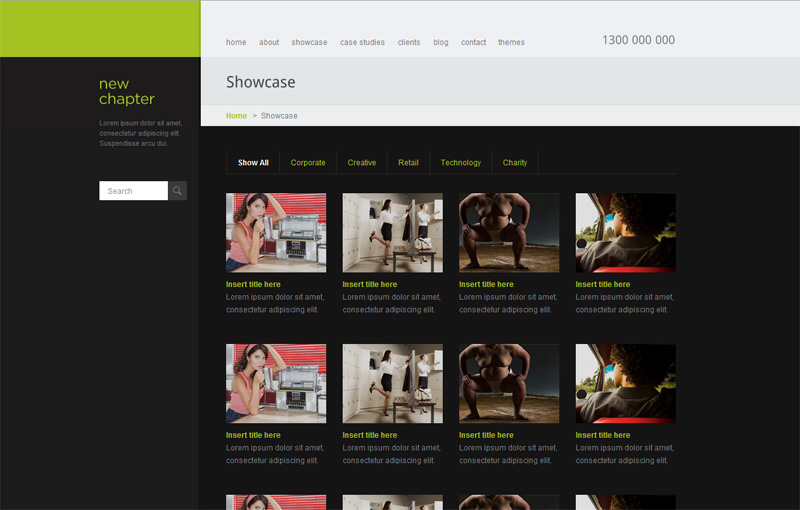 home about showcase case studies clients blog contact themes
1300 000 000
new
chapter
Lorem ipsum dolor sit amet,
consectetur adipiscing elit.
Suspendisse arcu dui.
Search
Showcase
Home > Showcase
Show All Corporate Creative Retail Technology Charity
Insert title here
Lorem ipsum dolor sit amet,
consectetur adipiscing elit.
Insert title here
Lorem ipsum dolor sit amet,
consectetur adipiscing elit.
Insert title here
Lorem ipsum dolor sit amet,
consectetur adipiscing elit.
Insert title here
Lorem ipsum dolor sit amet,
consectetur adipiscing elit.
Insert title here
Lorem ipsum dolor sit amet,
consectetur adipiscing elit.
Insert title here
Lorem ipsum dolor sit amet,
consectetur adipiscing elit.
Insert title here
Lorem ipsum dolor sit amet,
consectetur adipiscing elit.
Insert title here
Lorem ipsum dolor sit amet,
consectetur adipiscing elit.